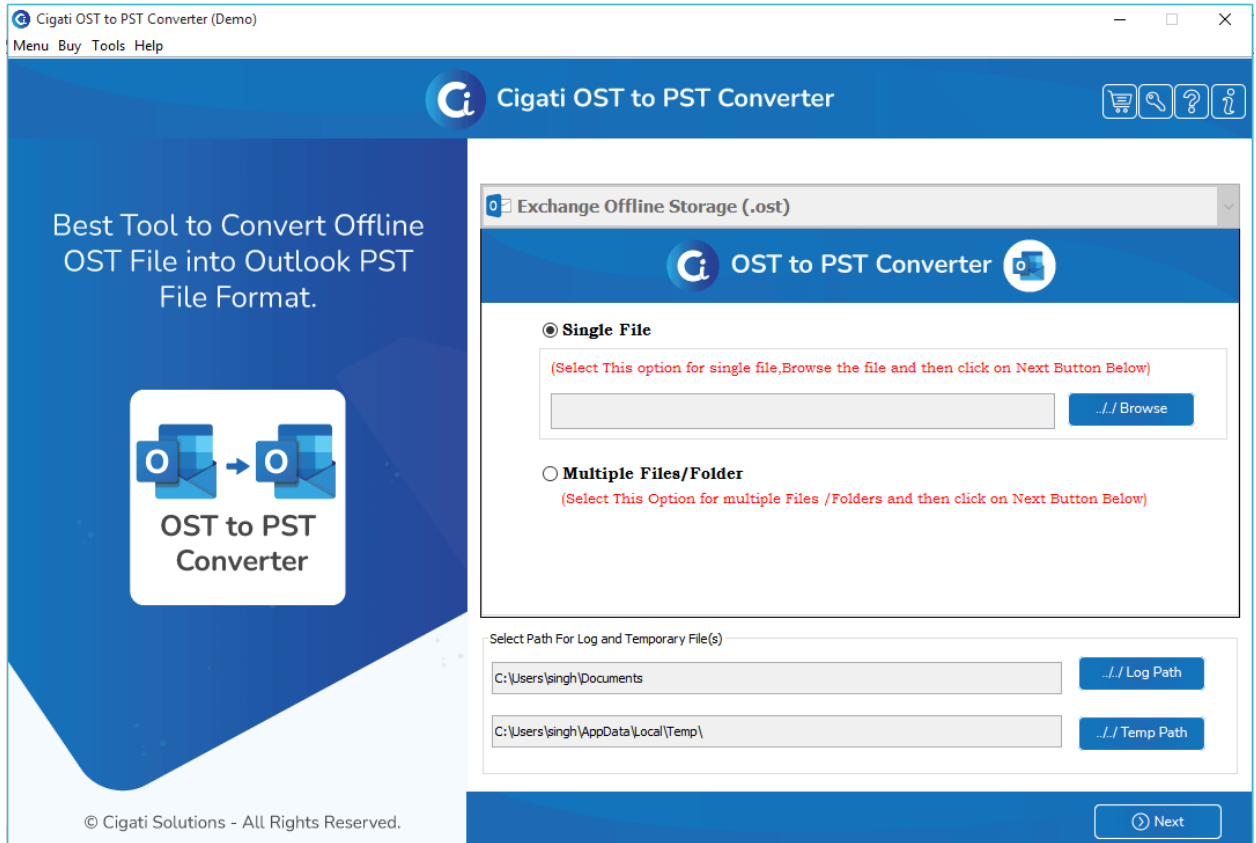 Cigati OST to PST Converter (Demo)
Menu Buy Tools Help
Ci Cigati OST to PST Converter
Best Tool to Convert Offline
OST File into Outlook PST
File Format.
OST to PST
Converter
© Cigati Solutions - All Rights Reserved.
Exchange Offline Storage (.ost)
Ci OST to PST Converter
Single File
(Select This option for single file,Browse the file and then click on Next Button Below)
../../ Browse
Multiple Files/Folder
(Select This Option for multiple Files /Folders and then click on Next Button Below)
Select Path For Log and Temporary File(s)
C:\Users\singh\Documents
../../ Log Path
C:\Users\singh\AppData\Local\Temp\
../../ Temp Path
Next